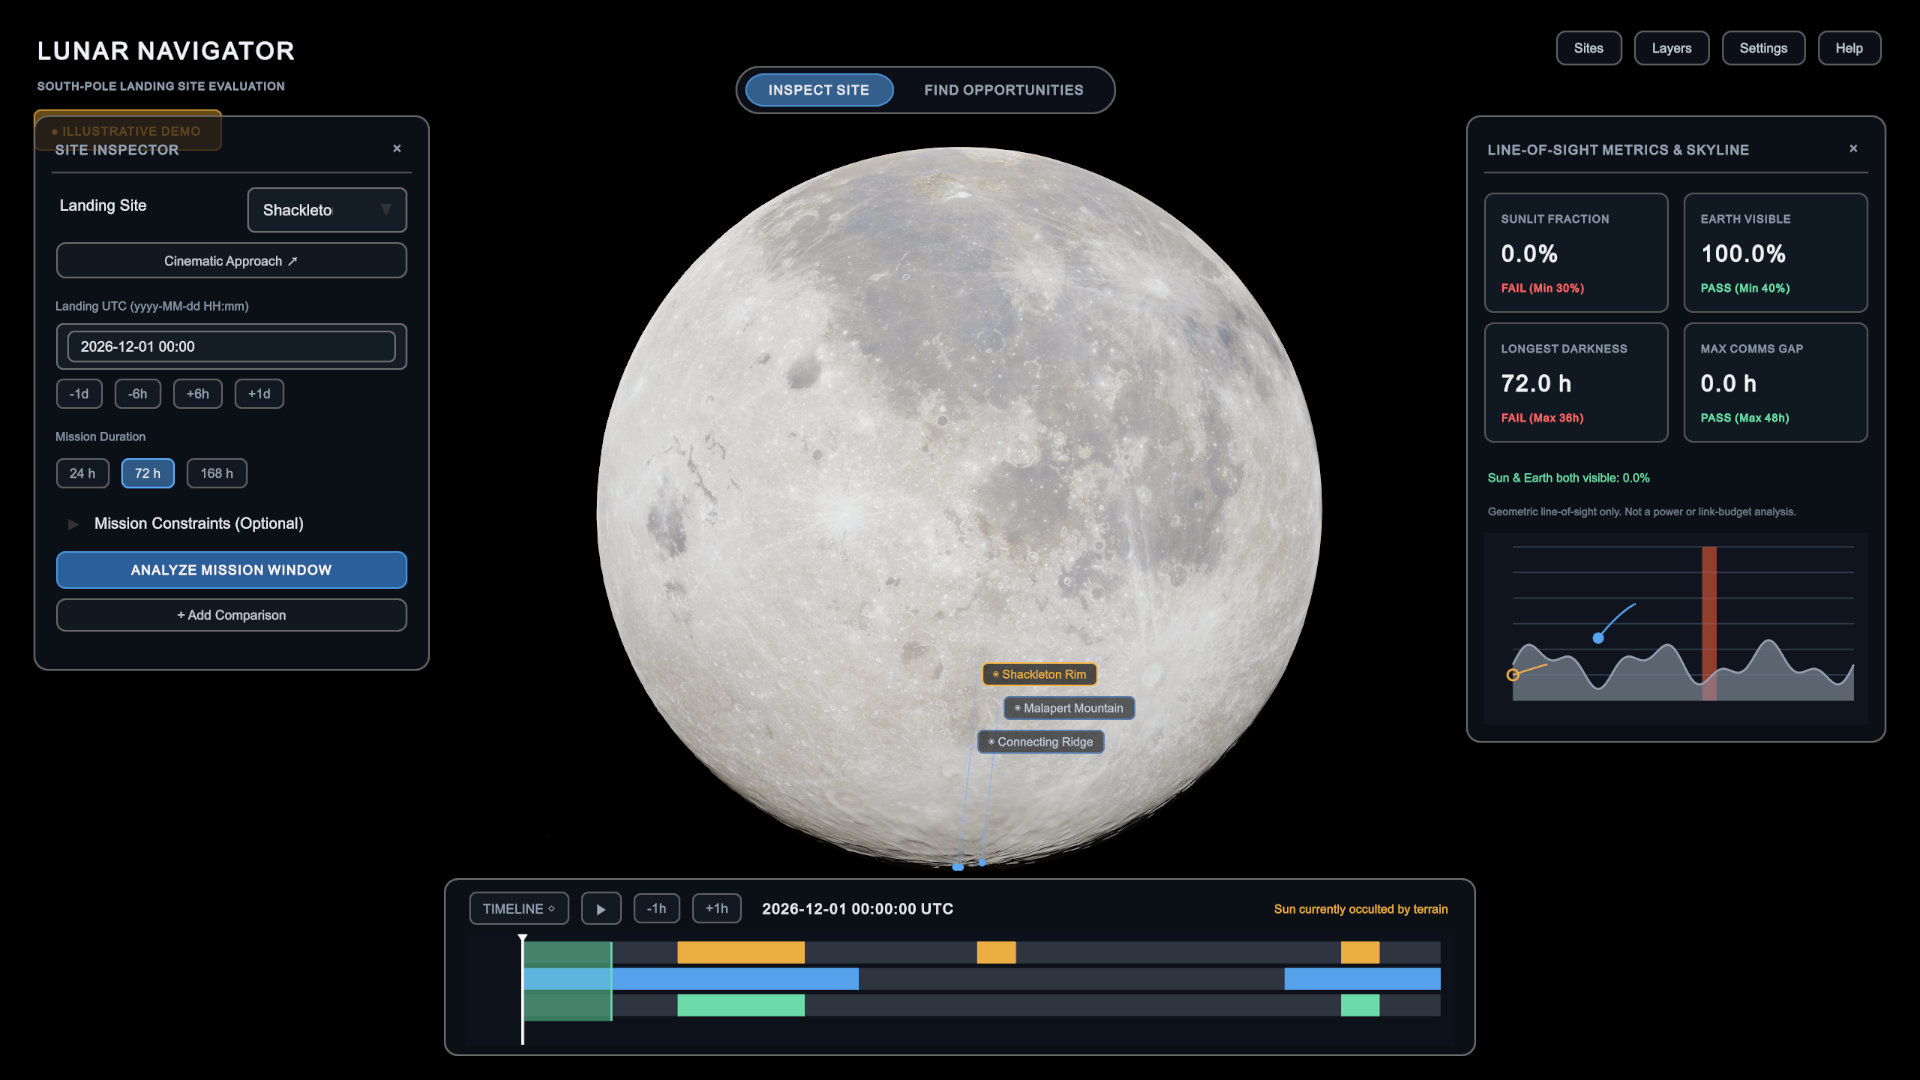 LUNAR NAVIGATOR
SOUTH-POLE LANDING SITE EVALUATION
INSPECT SITE
FIND OPPORTUNITIES
Sites
Layers
Settings
Help
ILLUSTRATIVE DEMO
SITE INSPECTOR
×
Landing Site
Shackleto
Cinematic Approach ↗
Landing UTC (yyyy-MM-dd HH:mm)
2026-12-01 00:00
-1d
-6h
+6h
+1d
Mission Duration
24 h
72 h
168 h
Mission Constraints (Optional)
ANALYZE MISSION WINDOW
+ Add Comparison
Shackleton Rim
Malapert Mountain
Connecting Ridge
LINE-OF-SIGHT METRICS & SKYLINE
×
SUNLIT FRACTION
0.0%
FAIL (Min 30%)
EARTH VISIBLE
100.0%
PASS (Min 40%)
LONGEST DARKNESS
72.0 h
FAIL (Max 36h)
MAX COMMS GAP
0.0 h
PASS (Max 48h)
Sun & Earth both visible: 0.0%
Geometric line-of-sight only. Not a power or link-budget analysis.
TIMELINE ◇
-1h
+1h
2026-12-01 00:00:00 UTC
Sun currently occulted by terrain